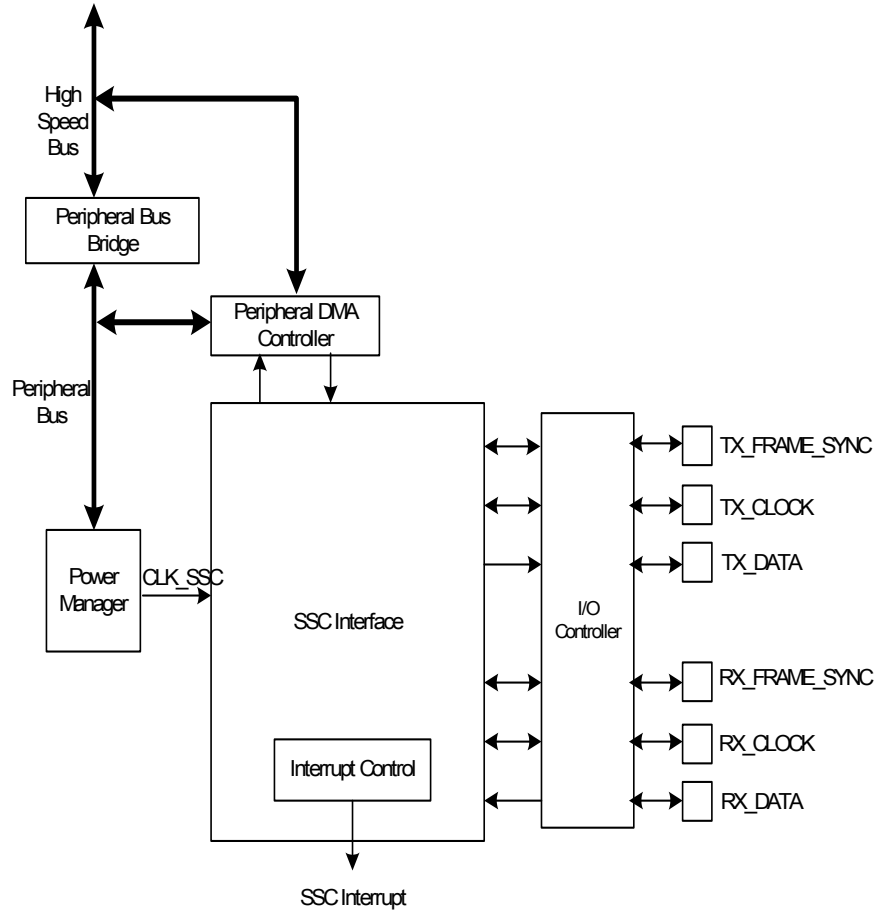 High
Speed
Bus
Peripheral Bus
Bridge
Peripheral DMA
Controller
Peripheral
Bus
TX_FRAME_SYNC
TX_CLOCK
Power
Manager
CLK_SSC
TX_DATA
SSC Interface
I/O
Controller
RX_FRAME_SYNC
RX_CLOCK
Interrupt Control
RX_DATA
SSC Interrupt